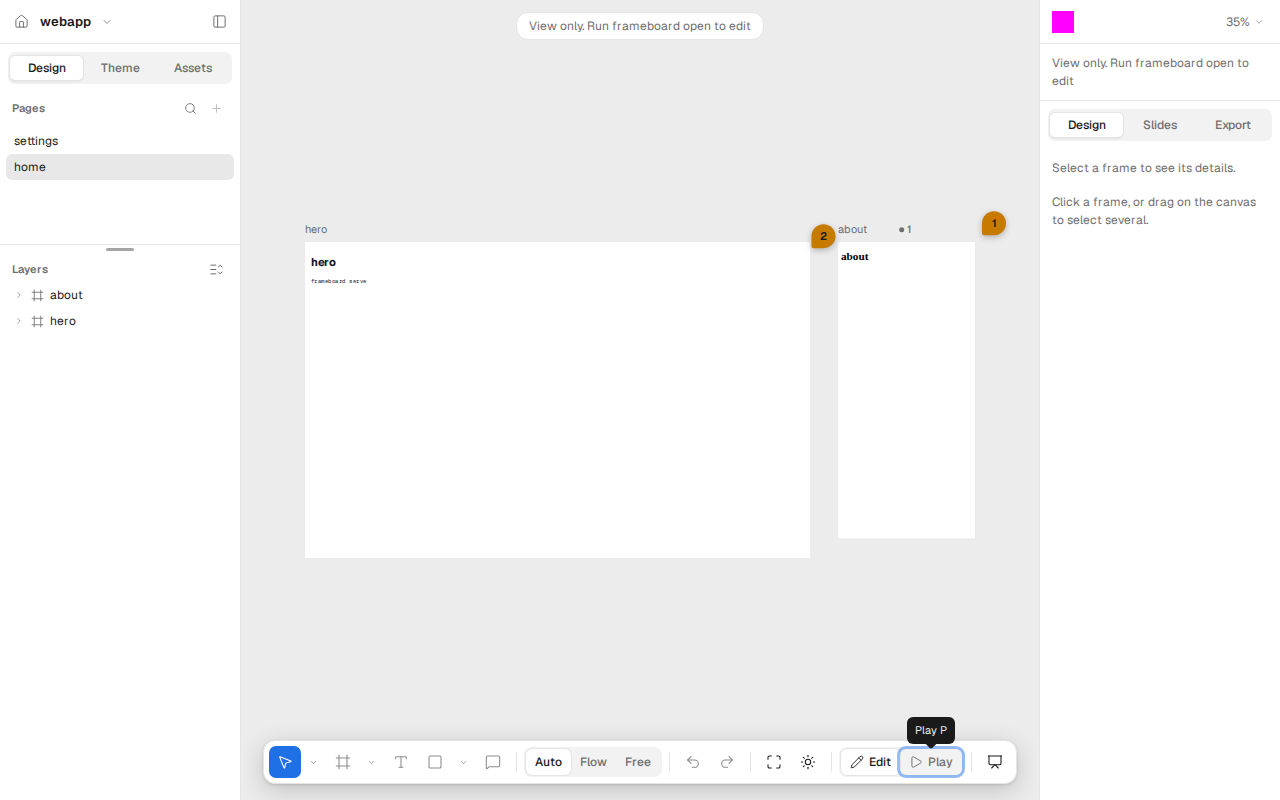 webapp
Design
Theme
Assets
Pages
settings
home
Layers
about
hero
View only. Run frameboard open to edit
hero
2
about
1
1
hero
frameboard serve
about
Play P
Auto
Flow
Free
Edit
Play
35%
View only. Run frameboard open to
edit
Design
Slides
Export
Select a frame to see its details.
Click a frame, or drag on the canvas
to select several.